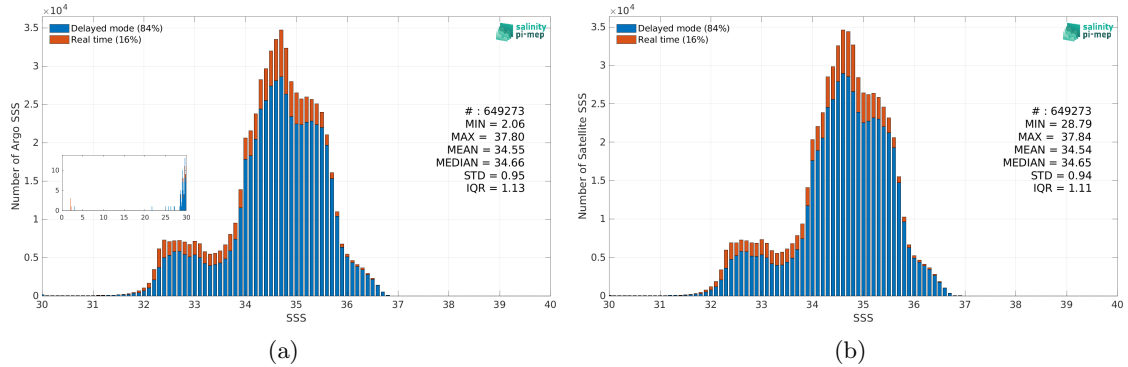 ×10⁴
Delayed mode (84%)
Real time (16%)
salinity
pi-mep
Number of Argo SSS
3.5
3
2.5
2
1.5
1
0.5
0
# : 649273
MIN = 2.06
MAX = 37.80
MEAN = 34.55
MEDIAN = 34.66
STD = 0.95
IQR = 1.13
10
5
0
0 5 10 15 20 25 30
30 31 32 33 34 35 36 37 38 39 40
SSS
(a)
×10⁴
Delayed mode (84%)
Real time (16%)
salinity
pi-mep
Number of Satellite SSS
3.5
3
2.5
2
1.5
1
0.5
0
# : 649273
MIN = 28.79
MAX = 37.84
MEAN = 34.54
MEDIAN = 34.65
STD = 0.94
IQR = 1.11
30 31 32 33 34 35 36 37 38 39 40
SSS
(b)